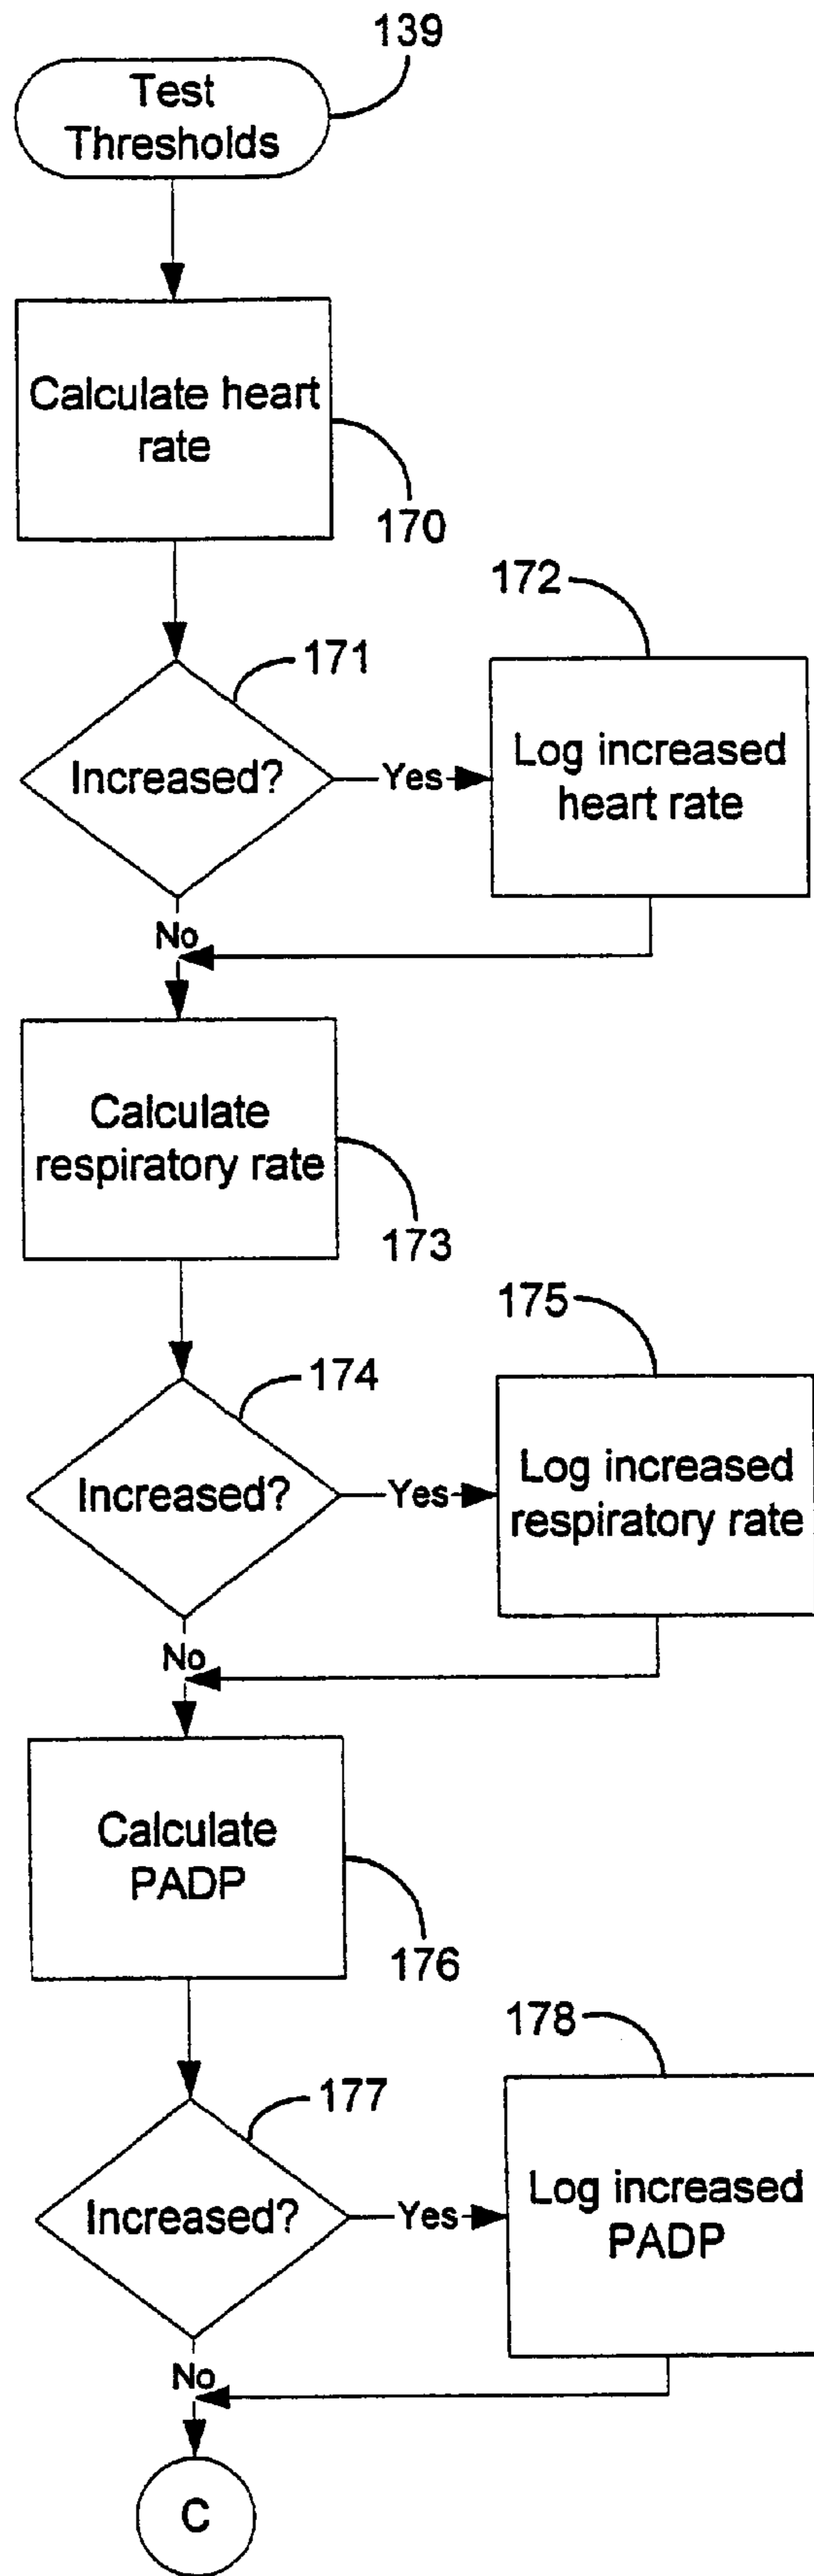 139
Test
Thresholds
Calculate heart
rate
170
172
171
Increased?
Yes
Log increased
heart rate
No
Calculate
respiratory rate
173
175
174
Increased?
Yes
Log increased
respiratory rate
No
Calculate
PADP
176
178
177
Increased?
Yes
Log increased
PADP
No
C